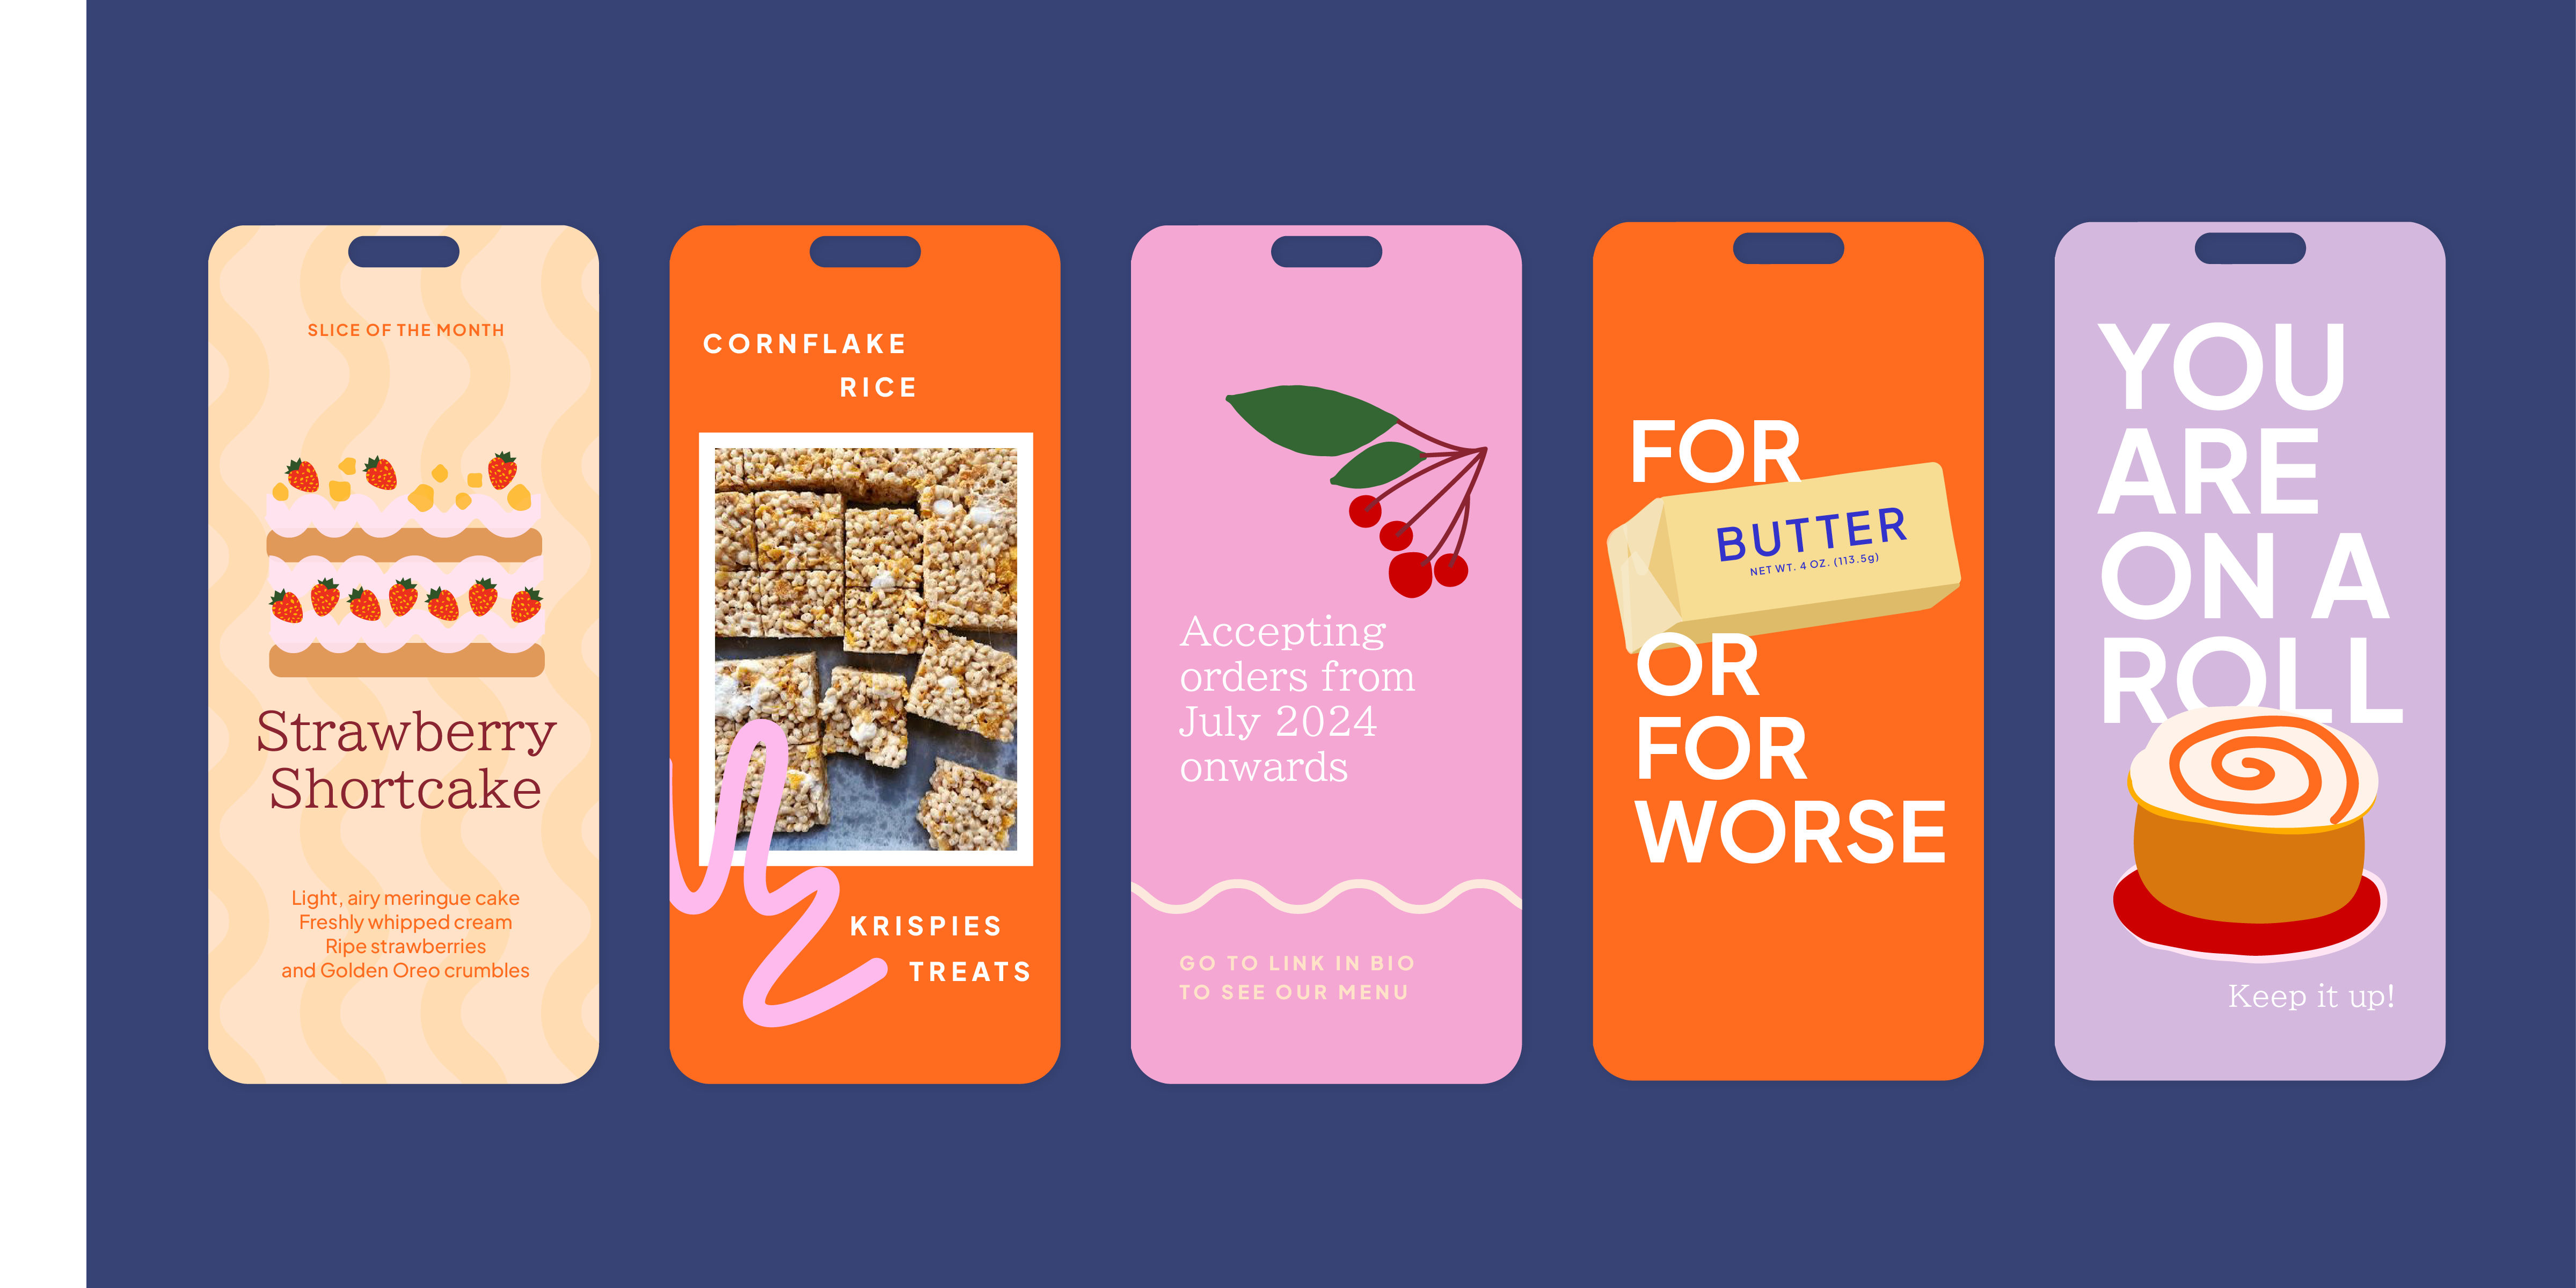 SLICE OF THE MONTH
Strawberry
Shortcake
Light, airy meringue cake
Freshly whipped cream
Ripe strawberries
and Golden Oreo crumbles
CORNFLAKE
RICE
KRISPIES
TREATS
Accepting
orders from
July 2024
onwards
GO TO LINK IN BIO
TO SEE OUR MENU
FOR
BUTTER
NET WT. 4 OZ. (113.5g)
OR
FOR
WORSE
YOU
ARE
ON A
ROLL
Keep it up!